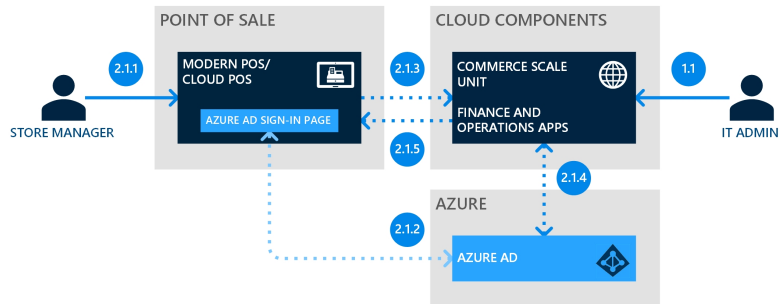 POINT OF SALE
CLOUD COMPONENTS
2.1.1
MODERN POS/
CLOUD POS
AZURE AD SIGN-IN PAGE
2.1.3
COMMERCE SCALE
UNIT
FINANCE AND
OPERATIONS APPS
1.1
STORE MANAGER
IT ADMIN
2.1.5
2.1.4
AZURE
2.1.2
AZURE AD